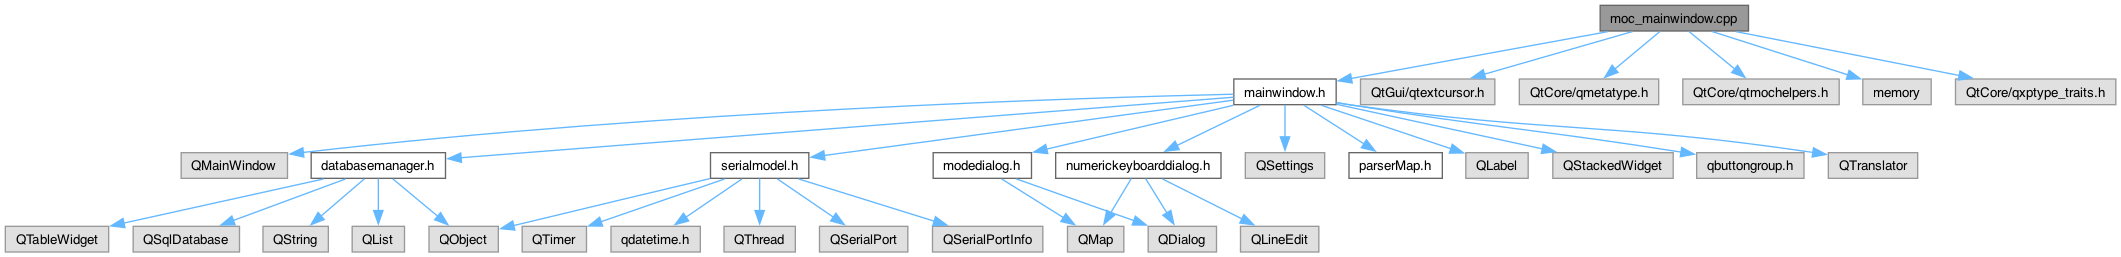 moc_mainwindow.cpp
mainwindow.h
QtGui/qtextcursor.h
QtCore/qmetatype.h
QtCore/qtmochelpers.h
memory
QtCore/qxptype_traits.h
QMainWindow
databasemanager.h
serialmodel.h
modedialog.h
numerickeyboarddialog.h
QSettings
parserMap.h
QLabel
QStackedWidget
qbuttongroup.h
QTranslator
QTableWidget
QSqlDatabase
QString
QList
QObject
QTimer
qdatetime.h
QThread
QSerialPort
QSerialPortInfo
QMap
QDialog
QLineEdit